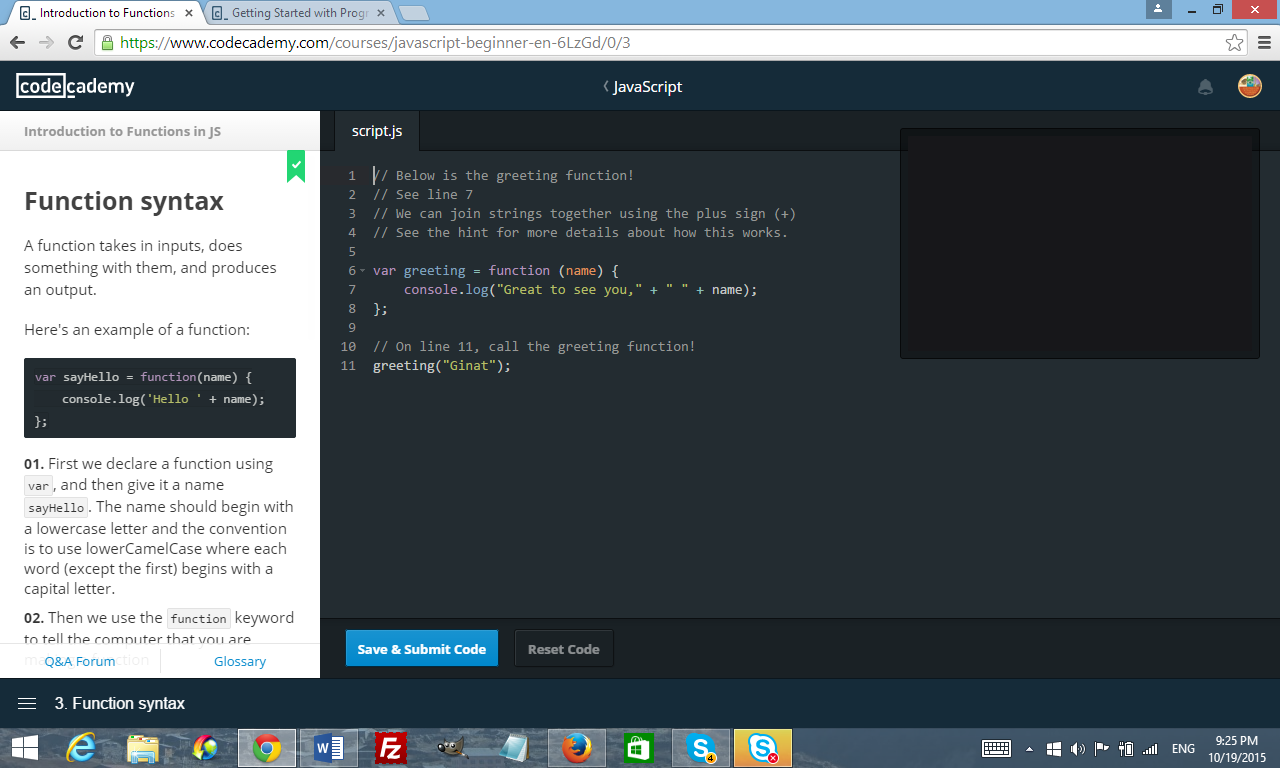 Introduction to Functions
Getting Started with Progr
https://www.codecademy.com/courses/javascript-beginner-en-6LzGd/0/3
codecademy
JavaScript
Introduction to Functions in JS
Function syntax
A function takes in inputs, does
something with them, and produces
an output.
Here's an example of a function:
var sayHello = function(name) {
console.log('Hello ' + name);
};
01. First we declare a function using
var, and then give it a name
sayHello. The name should begin with
a lowercase letter and the convention
is to use lowerCamelCase where each
word (except the first) begins with a
capital letter.
02. Then we use the function keyword
to tell the computer that you are
Q&A Forum
Glossary
script.js
1 // Below is the greeting function!
2 // See line 7
3 // We can join strings together using the plus sign (+)
4 // See the hint for more details about how this works.
5
6 var greeting = function (name) {
7 console.log("Great to see you," + " " + name);
8 };
9
10 // On line 11, call the greeting function!
11 greeting("Ginat");
Save & Submit Code
Reset Code
3. Function syntax
4
ENG
9:25 PM
10/19/2015